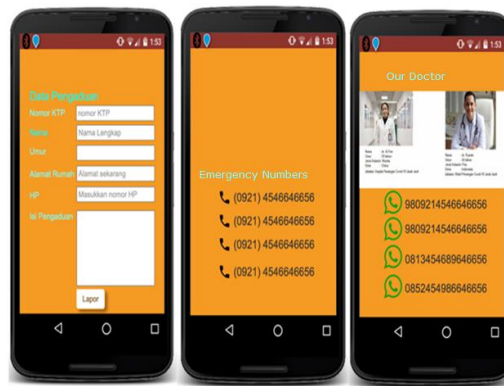 1:53
Data Pengaduan
Nomor KTP
nomor KTP
Nama
Nama Lengkap
Umur
Alamat Rumah
Alamat sekarang
HP
Masukkan nomor HP
Isi Pengaduan
Lapor
1:53
Emergency Numbers
(0921) 4546646656
(0921) 4546646656
(0921) 4546646656
(0921) 4546646656
1:53
Our Doctor
9809214546646656
9809214546646656
0813454689646656
0852454986646656